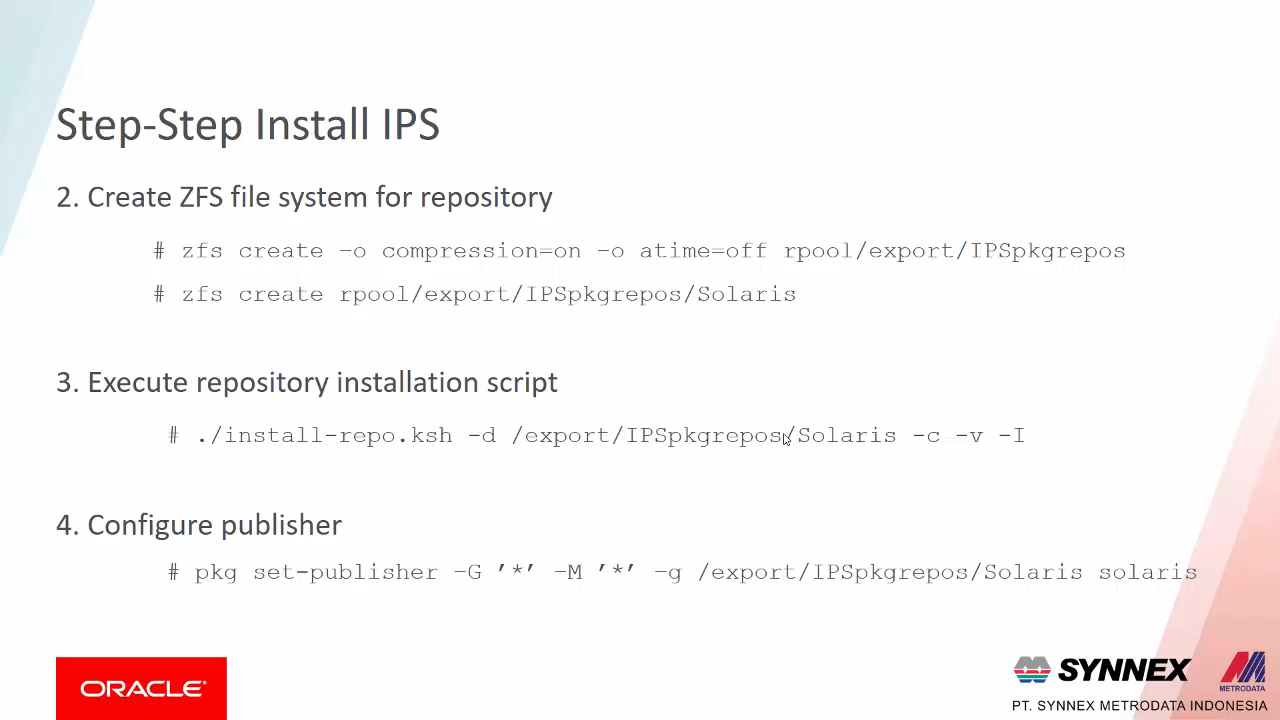 Step-Step Install IPS
2. Create ZFS file system for repository
# zfs create –o compression=on –o atime=off rpool/export/IPSpkgrepos
# zfs create rpool/export/IPSpkgrepos/Solaris
3. Execute repository installation script
# ./install-repo.ksh -d /export/IPSpkgrepos/Solaris -c -v -I
4. Configure publisher
# pkg set-publisher –G ’*’ –M ’*’ –g /export/IPSpkgrepos/Solaris solaris
ORACLE®
SYNNEX
METRODATA
PT. SYNNEX METRODATA INDONESIA